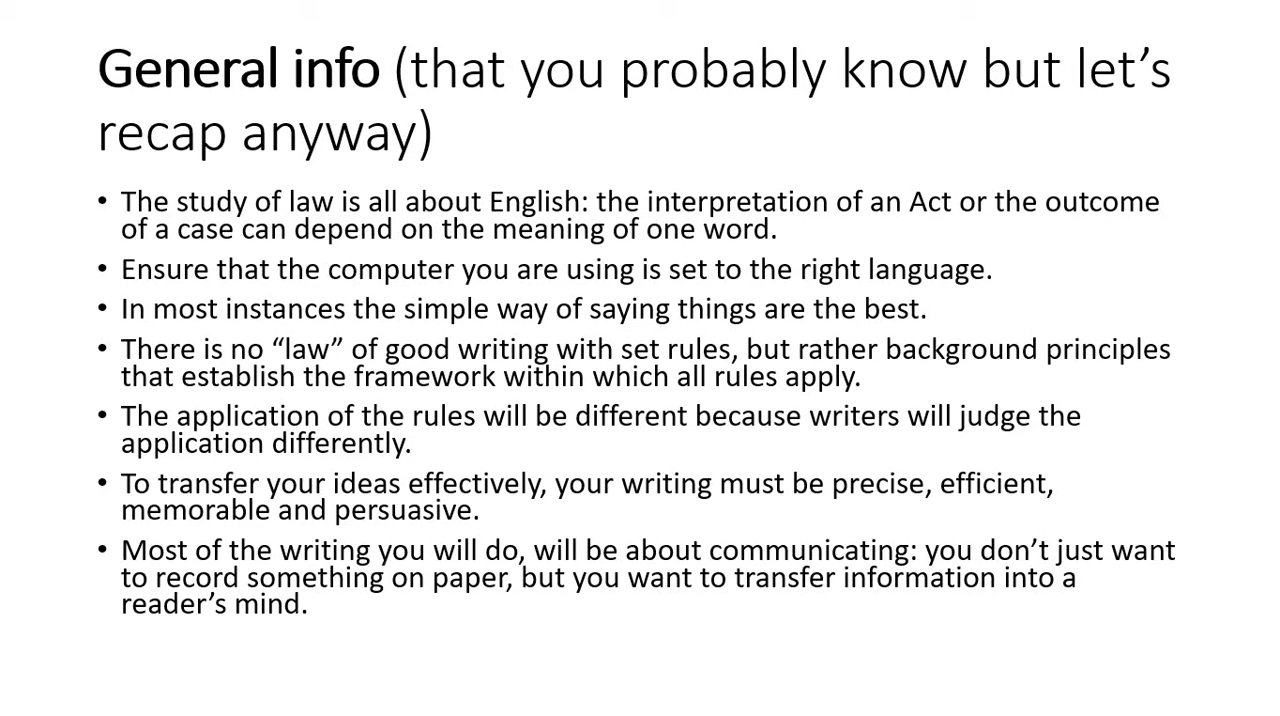 General info (that you probably know but let’s
recap anyway)
• The study of law is all about English: the interpretation of an Act or the outcome
of a case can depend on the meaning of one word.
• Ensure that the computer you are using is set to the right language.
• In most instances the simple way of saying things are the best.
• There is no “law” of good writing with set rules, but rather background principles
that establish the framework within which all rules apply.
• The application of the rules will be different because writers will judge the
application differently.
• To transfer your ideas effectively, your writing must be precise, efficient,
memorable and persuasive.
• Most of the writing you will do, will be about communicating: you don’t just want
to record something on paper, but you want to transfer information into a
reader’s mind.